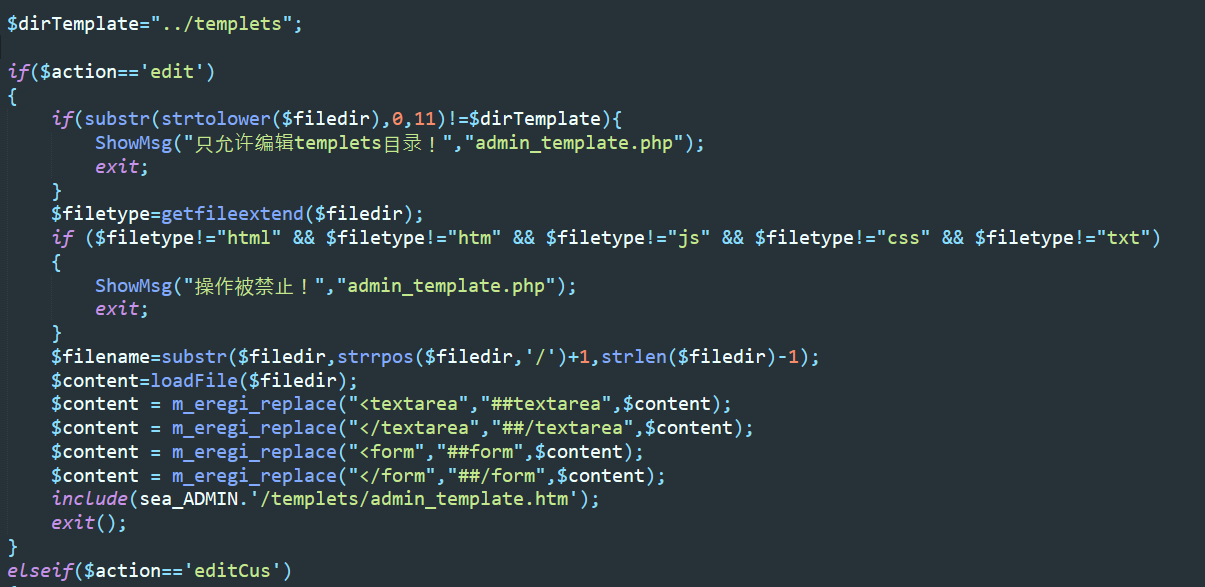 $dirTemplate="../templets";
if($action=='edit')
{
if(substr(strtolower($filedir),0,11)!=$dirTemplate){
ShowMsg("只允许编辑templets目录！","admin_template.php");
exit;
}
$filetype=getfileextend($filedir);
if ($filetype!="html" && $filetype!="htm" && $filetype!="js" && $filetype!="css" && $filetype!="txt")
{
ShowMsg("操作被禁止！","admin_template.php");
exit;
}
$filename=substr($filedir,strrpos($filedir,'/')+1,strlen($filedir)-1);
$content=loadFile($filedir);
$content = m_eregi_replace("<textarea","##textarea",$content);
$content = m_eregi_replace("</textarea","##/textarea",$content);
$content = m_eregi_replace("<form","##form",$content);
$content = m_eregi_replace("</form","##/form",$content);
include(sea_ADMIN.'/templets/admin_template.htm');
exit();
}
elseif($action=='editCus')